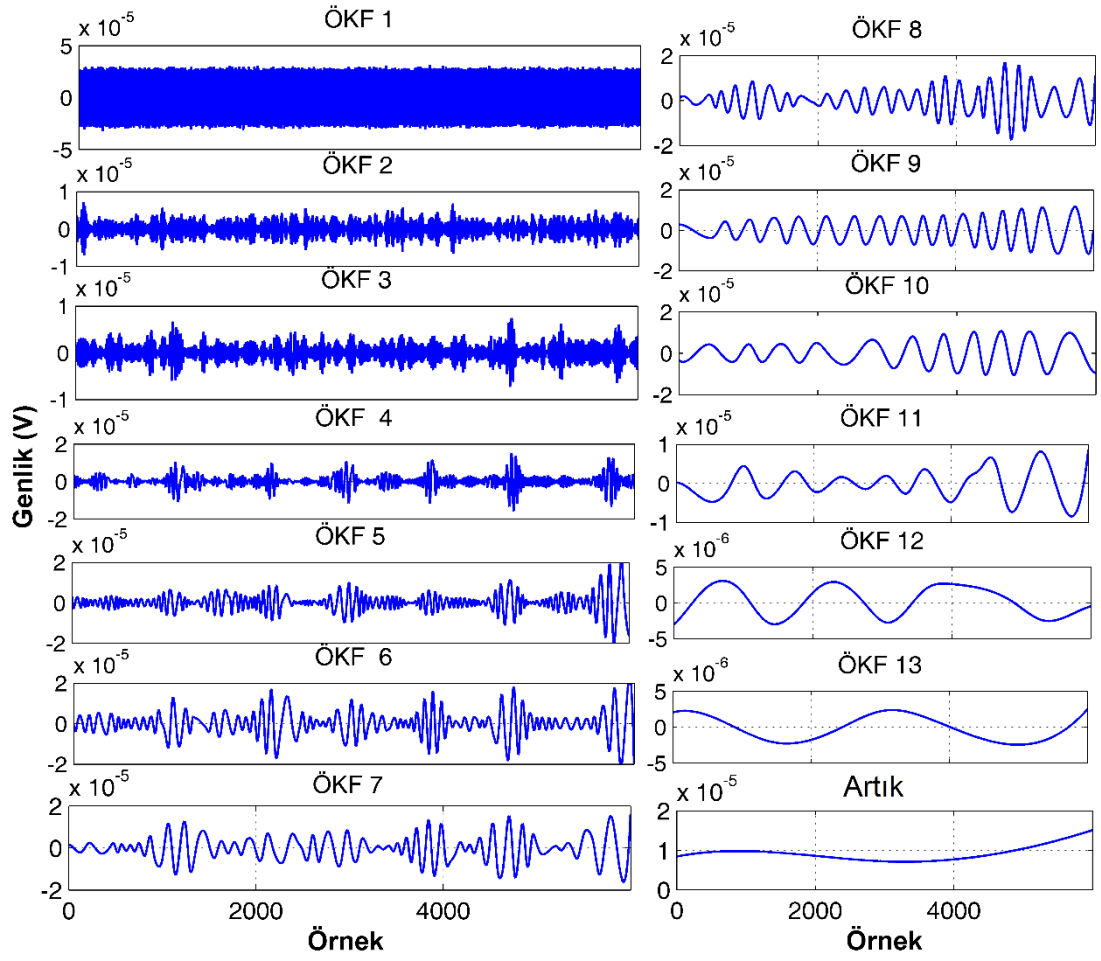 ÖKF 1
x 10^-5
5
0
-5
ÖKF 2
x 10^-5
1
0
-1
ÖKF 3
x 10^-5
1
0
-1
ÖKF 4
x 10^-5
2
0
-2
ÖKF 5
x 10^-5
2
0
-2
ÖKF 6
x 10^-5
2
0
-2
ÖKF 7
x 10^-5
2
0
-2
0 2000 4000
Örnek
Genlik (V)
ÖKF 8
x 10^-5
2
0
-2
ÖKF 9
x 10^-5
2
0
-2
ÖKF 10
x 10^-5
2
0
-2
ÖKF 11
x 10^-5
1
0
-1
ÖKF 12
x 10^-6
5
0
-5
ÖKF 13
x 10^-6
5
0
-5
Artık
x 10^-5
2
1
0
0 2000 4000
Örnek